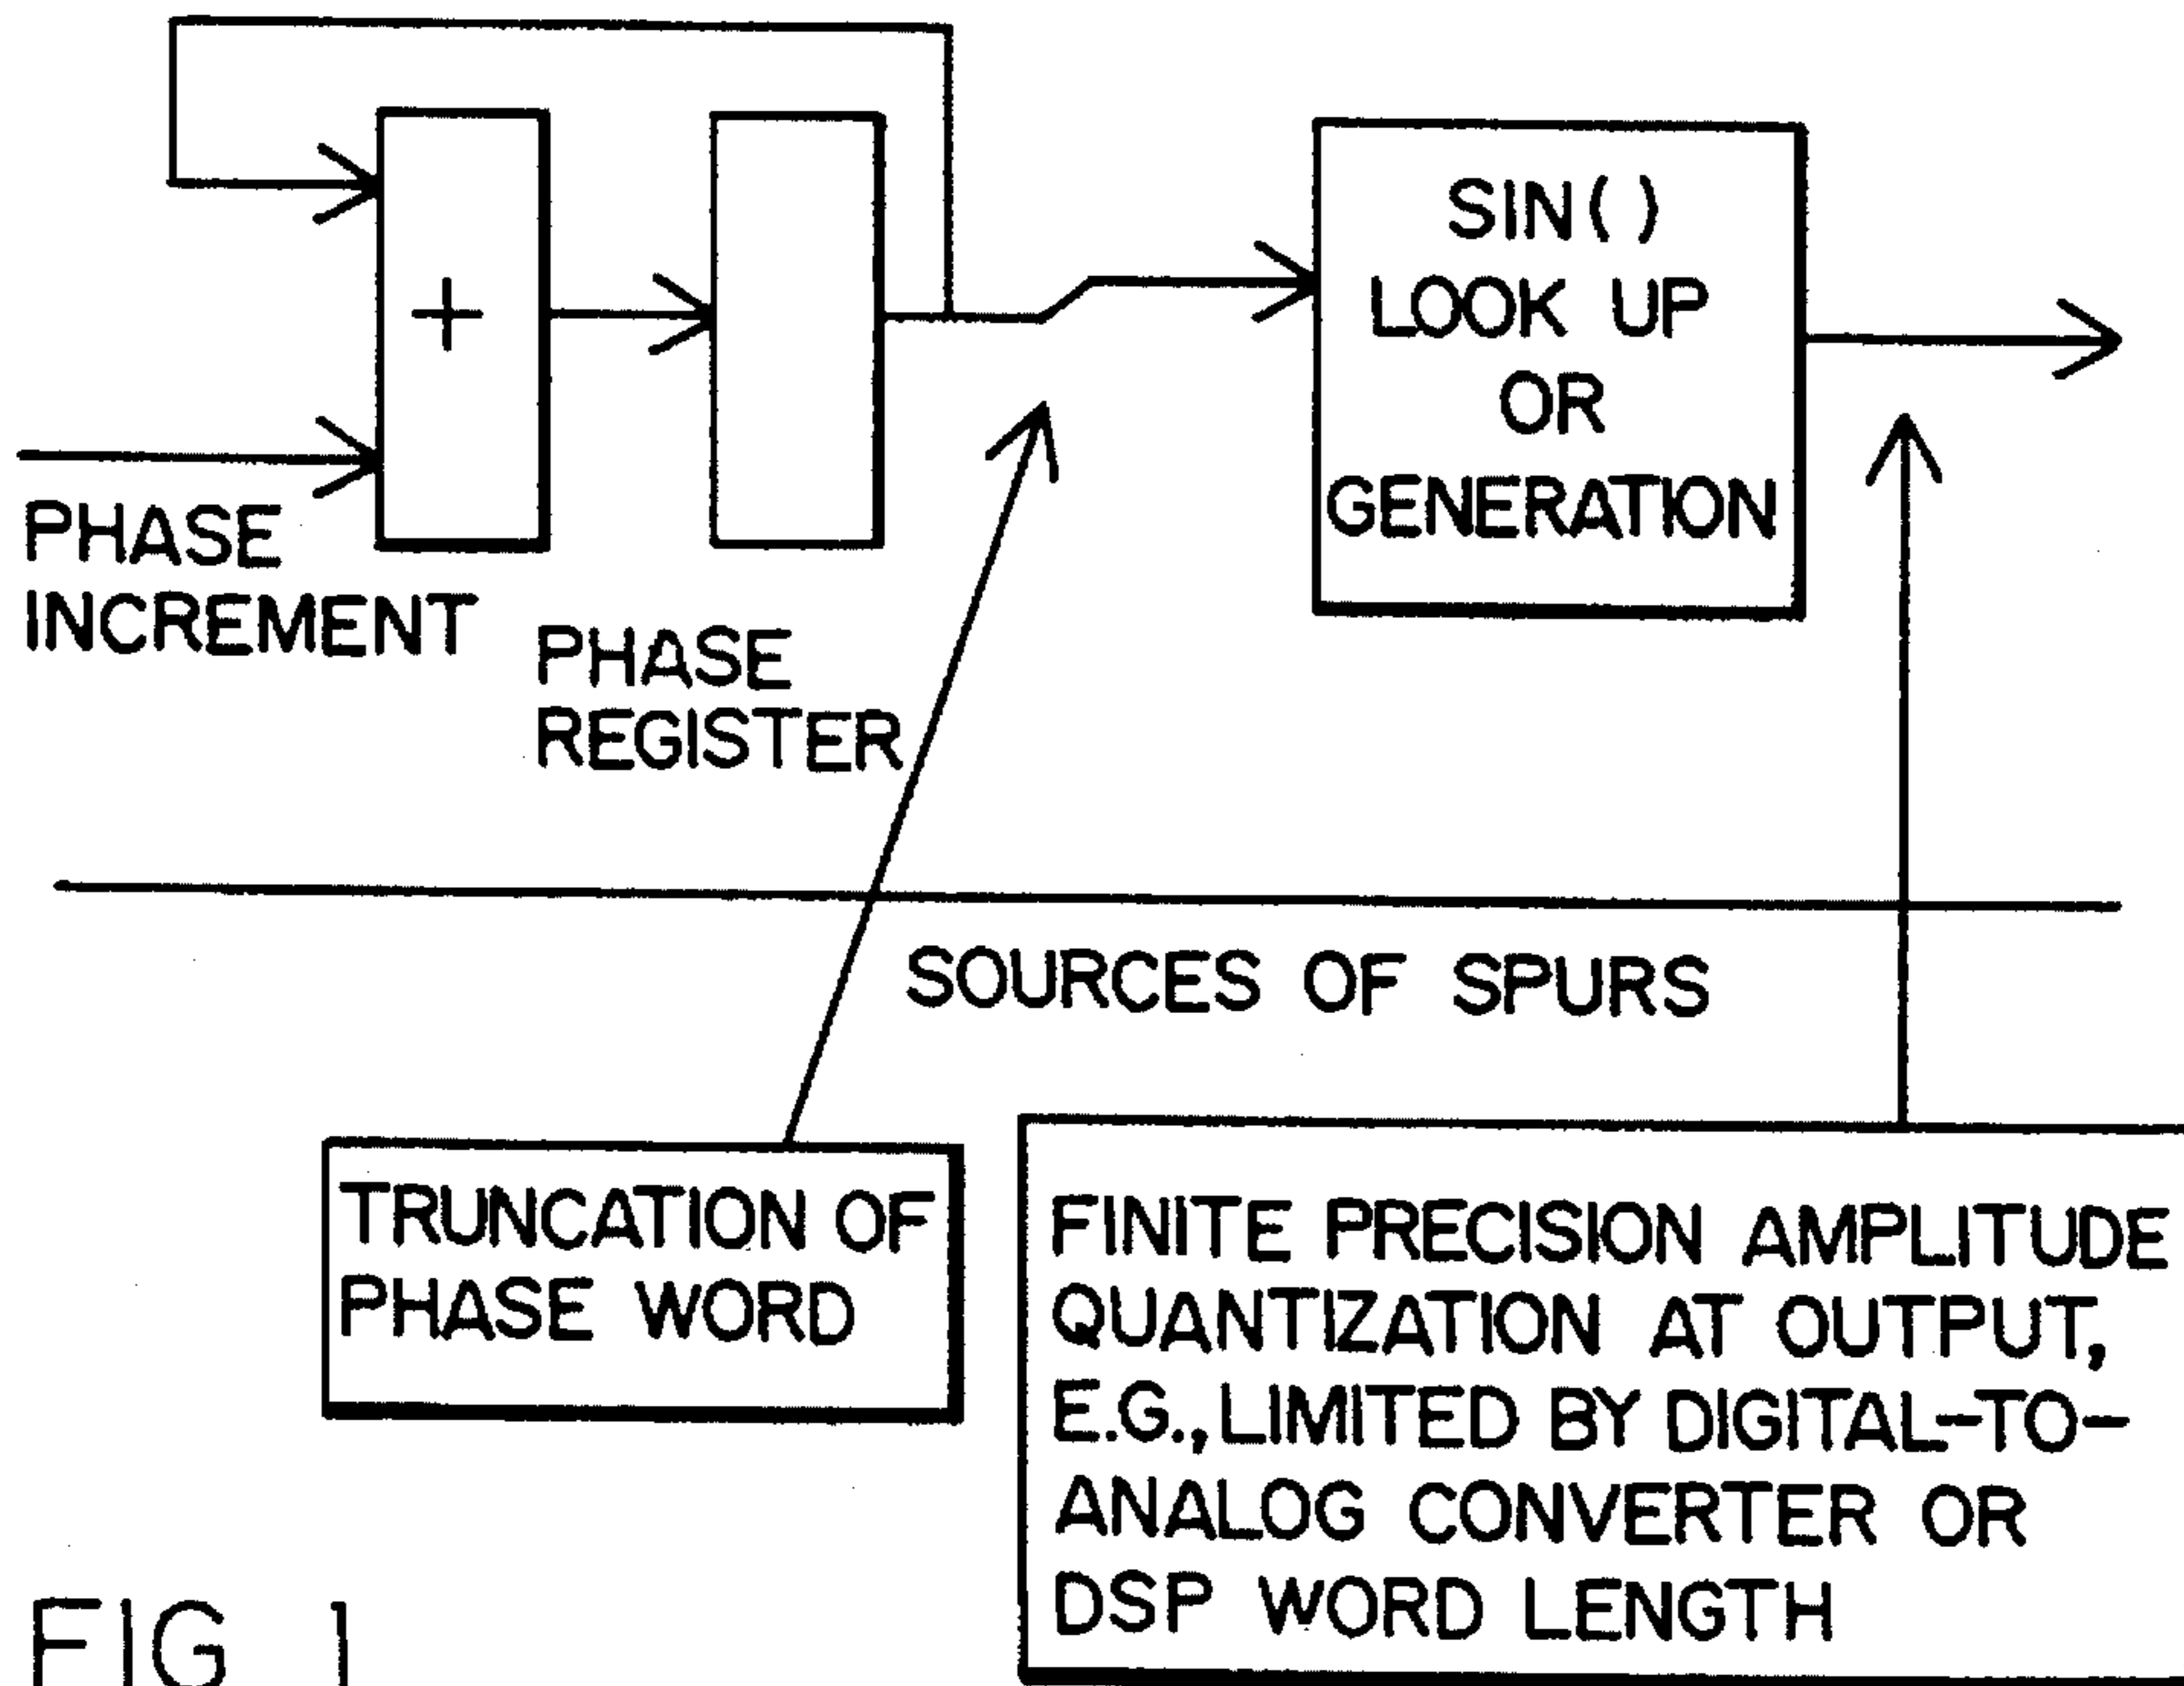 +
SIN( )
LOOK UP
OR
GENERATION
PHASE
INCREMENT
PHASE
REGISTER
SOURCES OF SPURS
TRUNCATION OF
PHASE WORD
FINITE PRECISION AMPLITUDE
QUANTIZATION AT OUTPUT,
E.G., LIMITED BY DIGITAL-TO-
ANALOG CONVERTER OR
DSP WORD LENGTH
FIG 1